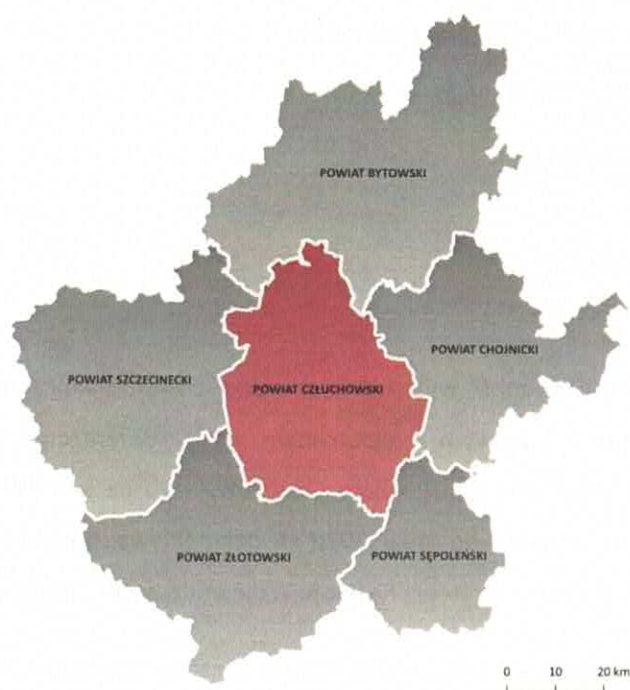 POWIAT BYTOWSKI
POWIAT CHOJNICKI
POWIAT SZCZECINECKI
POWIAT CZŁUCHOWSKI
POWIAT ZŁOTOWSKI
POWIAT SĘPOLEŃSKI
0 10 20 km